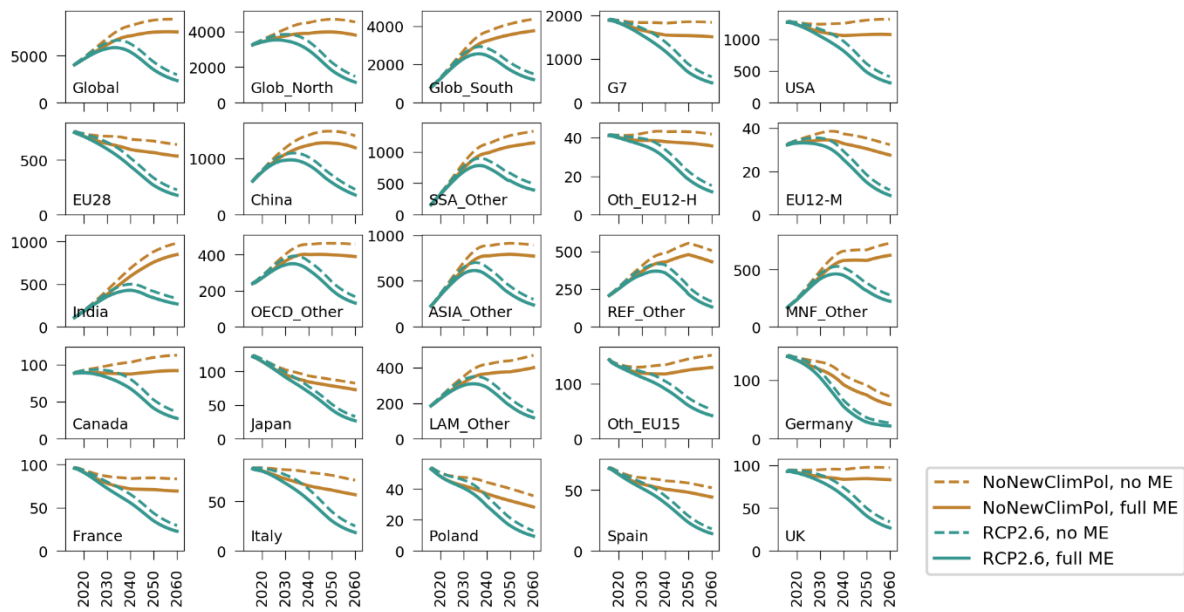 5000
0
Global
4000
2000
0
Glob_North
4000
2000
0
Glob_South
2000
1000
0
G7
1000
500
0
USA
500
0
EU28
1000
0
China
1000
500
0
SSA_Other
40
20
0
Oth_EU12-H
40
20
0
EU12-M
1000
500
0
India
400
200
0
OECD_Other
1000
500
0
ASIA_Other
500
250
0
REF_Other
500
0
MNF_Other
100
50
0
Canada
100
50
0
Japan
400
200
0
LAM_Other
100
0
Oth_EU15
100
0
Germany
100
50
0
France
50
0
Italy
40
20
0
Poland
50
0
Spain
100
50
0
UK
2020 2030 2040 2050 2060
2020 2030 2040 2050 2060
2020 2030 2040 2050 2060
2020 2030 2040 2050 2060
2020 2030 2040 2050 2060
NoNewClimPol, no ME
NoNewClimPol, full ME
RCP2.6, no ME
RCP2.6, full ME